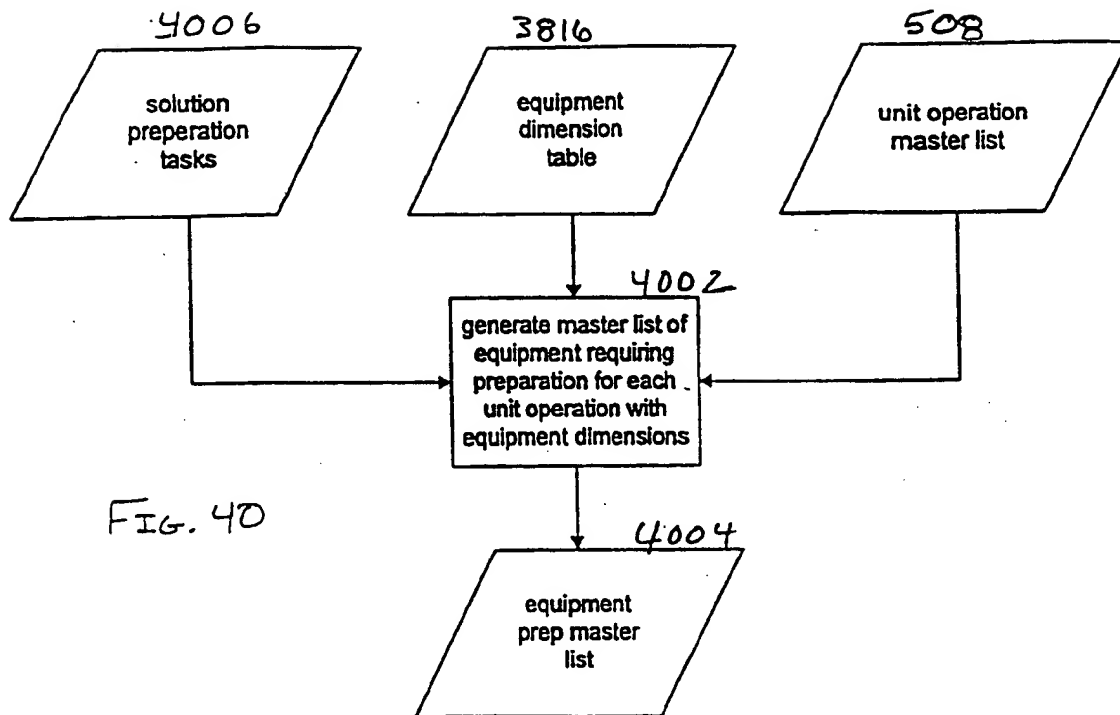 4006
3816
508
solution
preperation
tasks
equipment
dimension
table
unit operation
master list
4002
generate master list of
equipment requiring
preparation for each
unit operation with
equipment dimensions
FIG. 40
4004
equipment
prep master
list